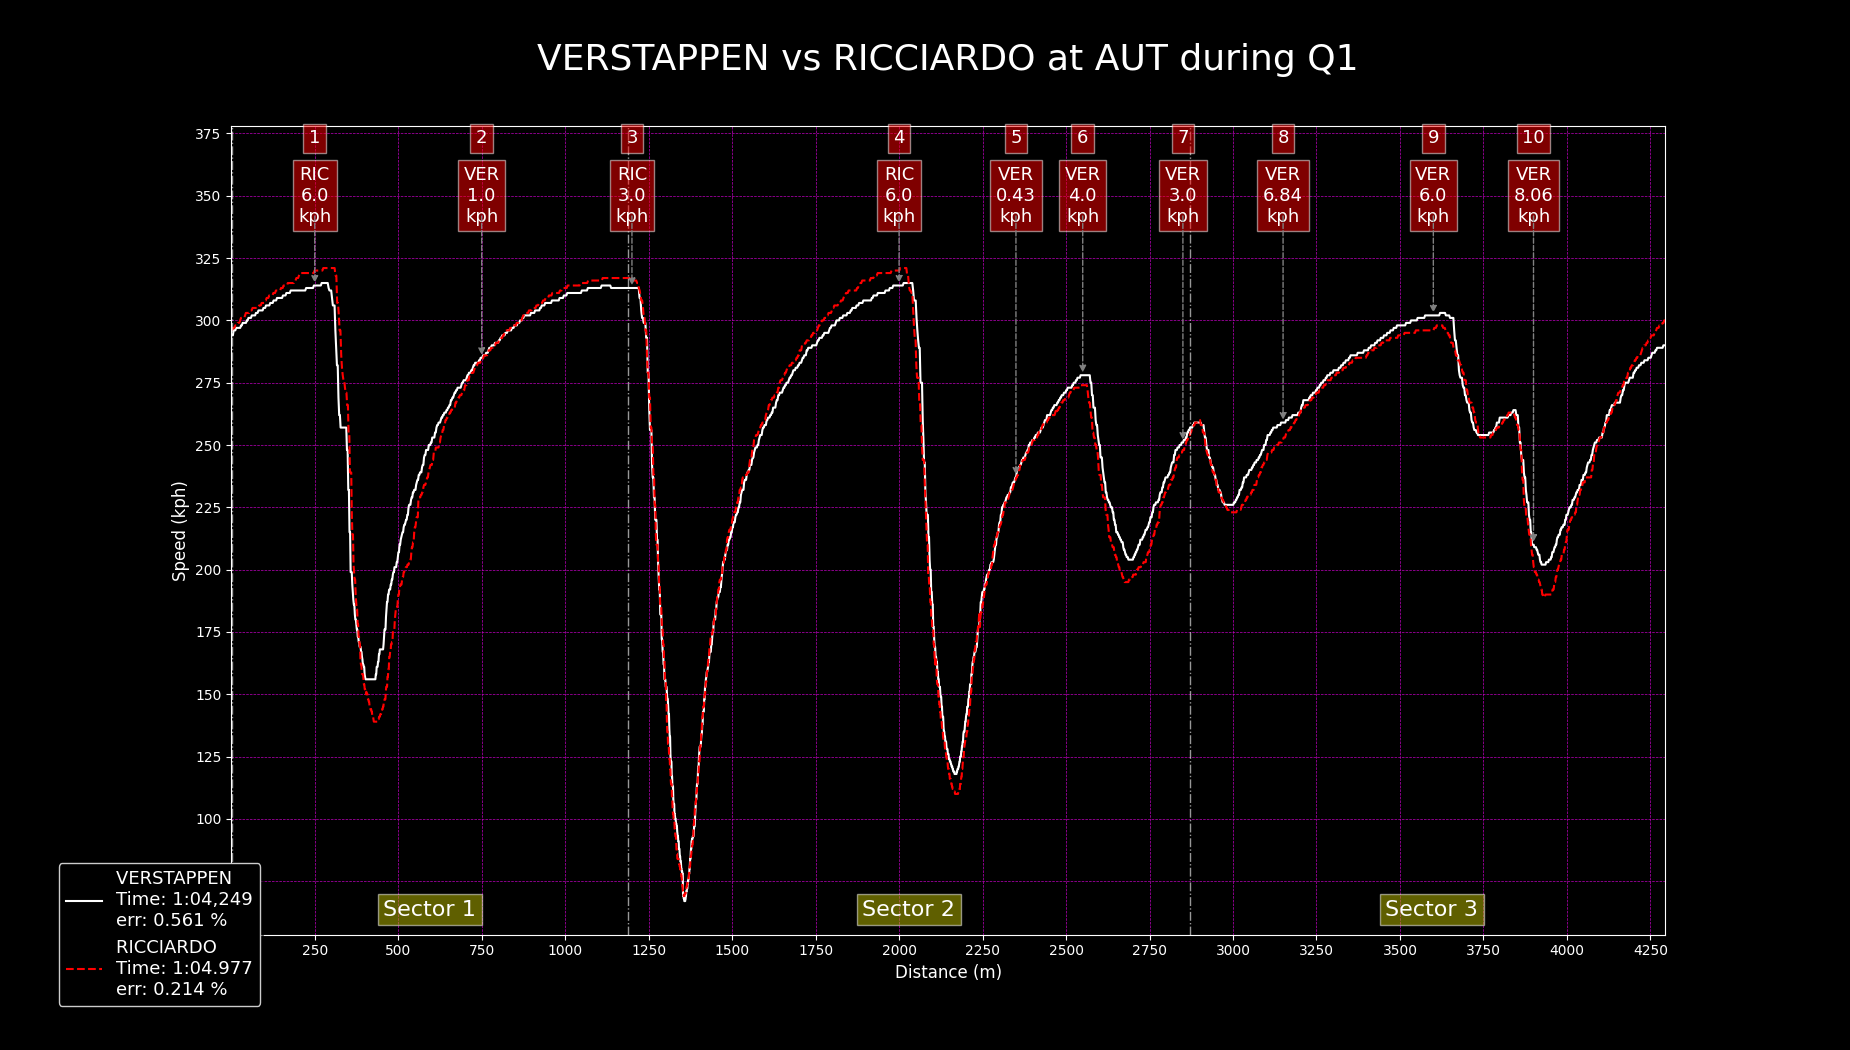 VERSTAPPEN vs RICCIARDO at AUT during Q1
1 2 3 4 5 6 7 8 9 10
RIC VER RIC RIC VER VER VER VER VER VER
6.0 1.0 3.0 6.0 0.43 4.0 3.0 6.84 6.0 8.06
kph kph kph kph kph kph kph kph kph kph
375
350
325
300
275
250
225
200
175
150
125
100
Speed (kph)
Sector 1 Sector 2 Sector 3
250 500 750 1000 1250 1500 1750 2000 2250 2500 2750 3000 3250 3500 3750 4000 4250
Distance (m)
VERSTAPPEN
Time: 1:04,249
err: 0.561 %
RICCIARDO
Time: 1:04.977
err: 0.214 %